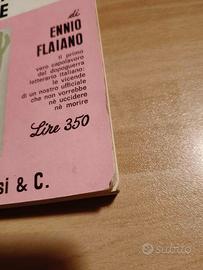 E
di
ENNIO
FLAIANO
Il primo
vero capolavoro
del dopoguerra
letterario italiano:
le vicende
di un nostro ufficiale
che non vorrebbe
nè uccidere
nè morire
Lire 350
si & C.
subito